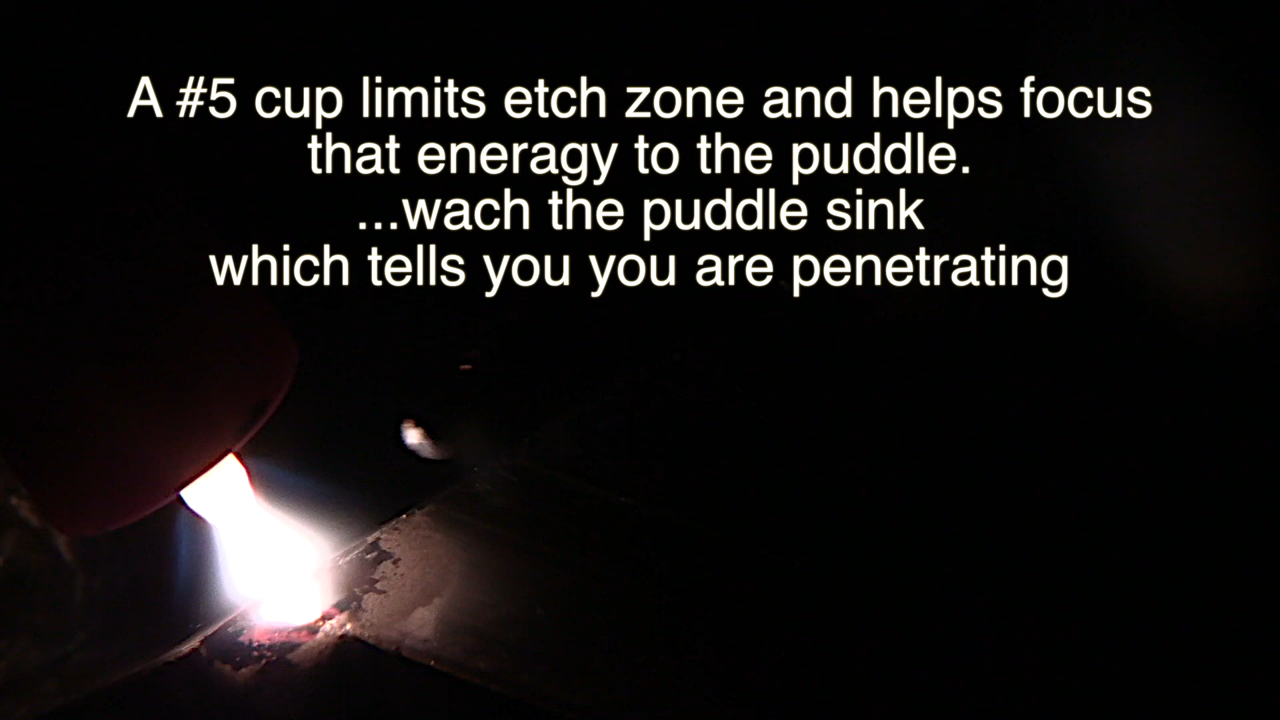 A #5 cup limits etch zone and helps focus
that eneragy to the puddle.
...wach the puddle sink
which tells you you are penetrating